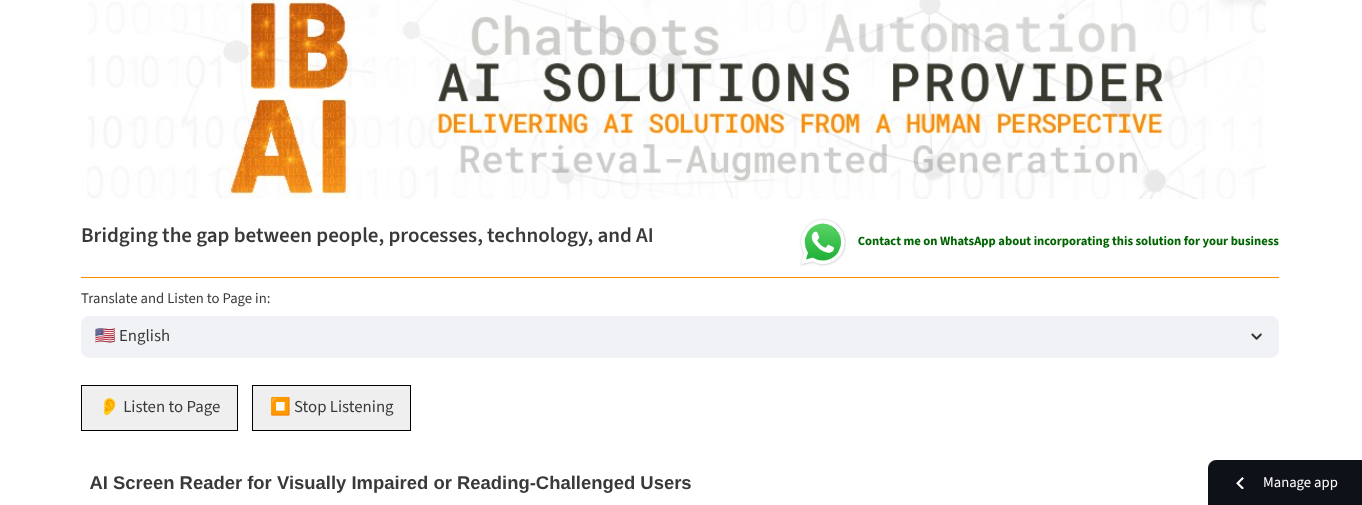 IB
AI
Chatbots Automation
AI SOLUTIONS PROVIDER
DELIVERING AI SOLUTIONS FROM A HUMAN PERSPECTIVE
Retrieval-Augmented Generation
Bridging the gap between people, processes, technology, and AI
Contact me on WhatsApp about incorporating this solution for your business
Translate and Listen to Page in:
🇺🇸 English
👂 Listen to Page
⏹️ Stop Listening
AI Screen Reader for Visually Impaired or Reading-Challenged Users
Manage app